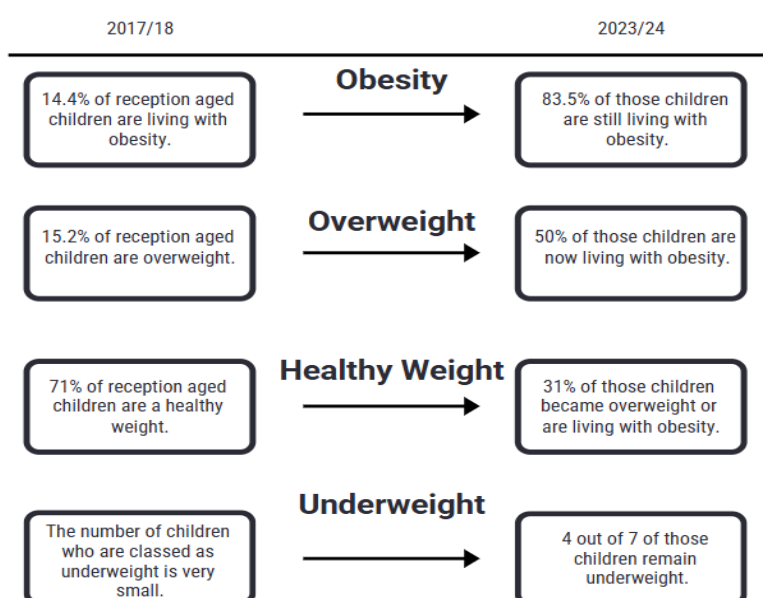 2017/18
2023/24
Obesity
14.4% of reception aged
children are living with
obesity.
83.5% of those children
are still living with
obesity.
Overweight
15.2% of reception aged
children are overweight.
50% of those children are
now living with obesity.
Healthy Weight
71% of reception aged
children are a healthy
weight.
31% of those children
became overweight or
are living with obesity.
Underweight
The number of children
who are classed as
underweight is very
small.
4 out of 7 of those
children remain
underweight.